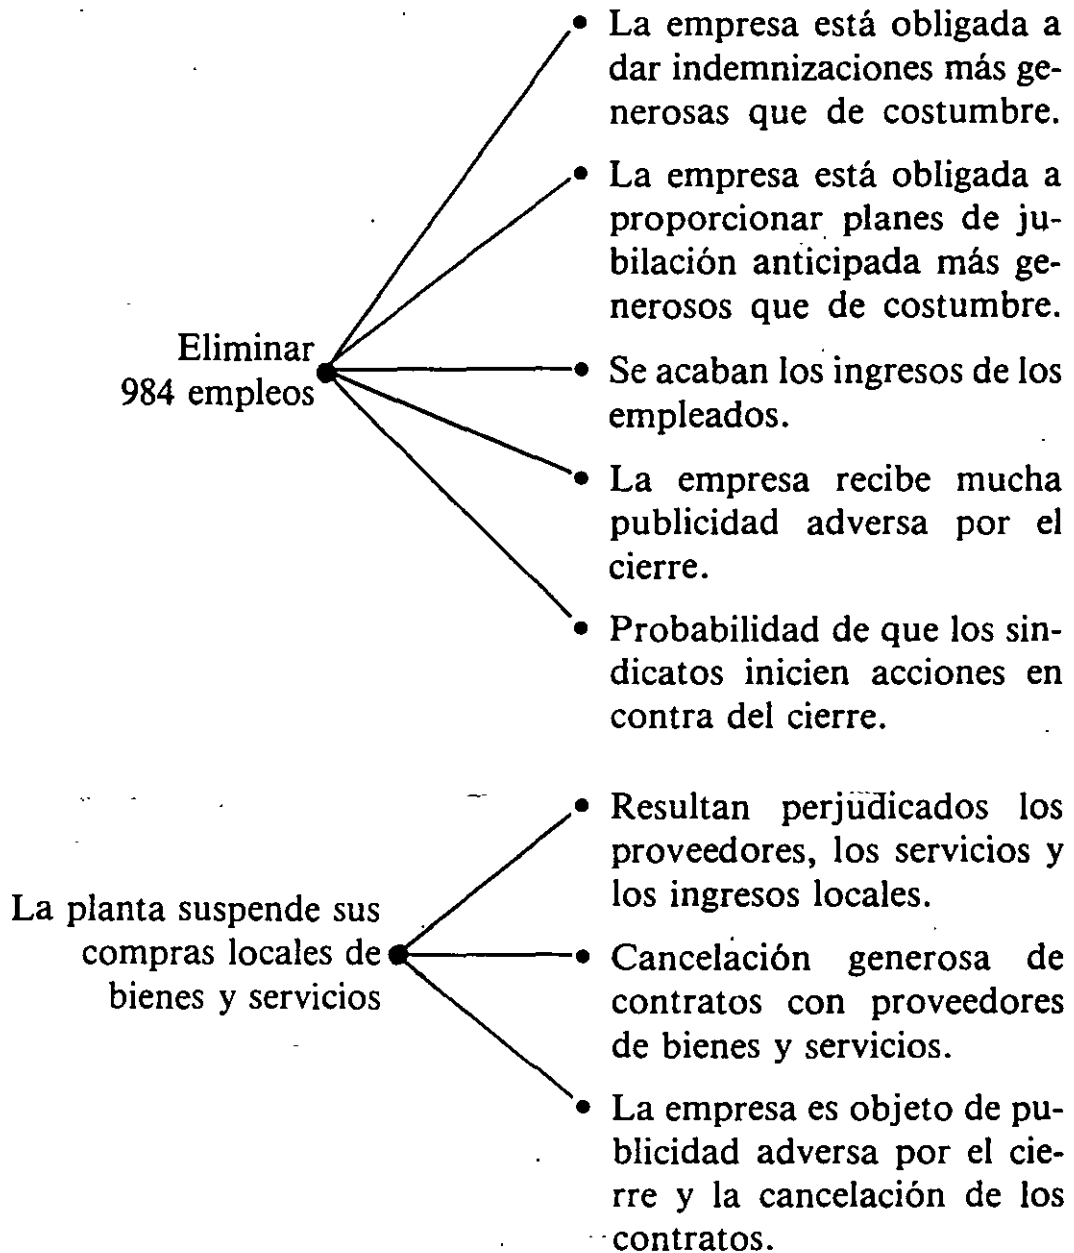 • La empresa está obligada a
dar indemnizaciones más ge-
nerosas que de costumbre.
• La empresa está obligada a
proporcionar planes de ju-
bilación anticipada más ge-
nerosos que de costumbre.
Eliminar
984 empleos
• Se acaban los ingresos de los
empleados.
• La empresa recibe mucha
publicidad adversa por el
cierre.
• Probabilidad de que los sin-
dicatos inicien acciones en
contra del cierre.
• Resultan perjudicados los
proveedores, los servicios y
los ingresos locales.
La planta suspende sus
compras locales de
bienes y servicios
• Cancelación generosa de
contratos con proveedores
de bienes y servicios.
• La empresa es objeto de pu-
blicidad adversa por el cie-
rre y la cancelación de los
contratos.